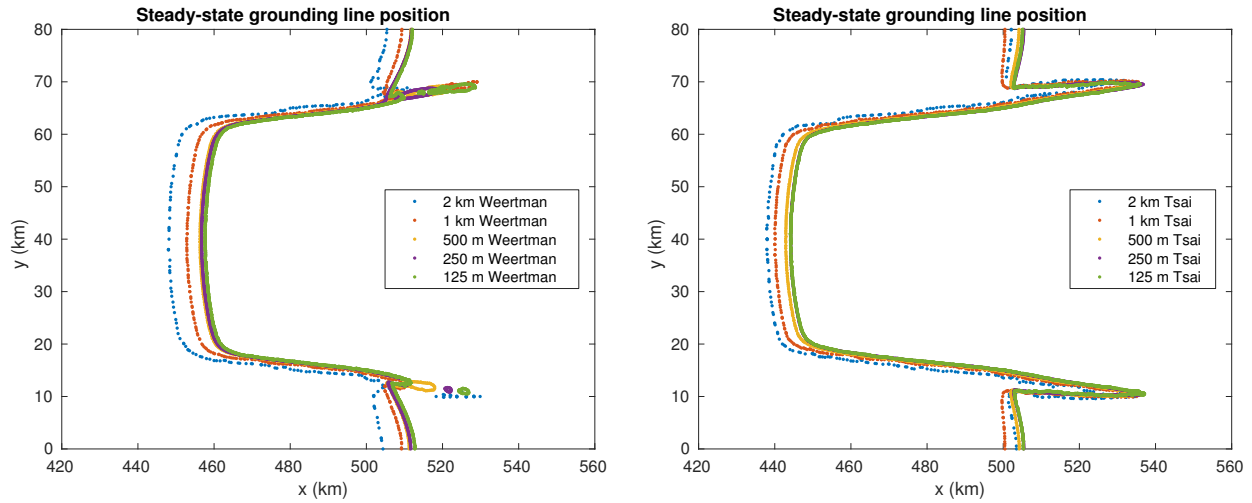 Steady-state grounding line position
80
70
60
50
40
30
20
10
0
y (km)
2 km Weertman
1 km Weertman
500 m Weertman
250 m Weertman
125 m Weertman
420 440 460 480 500 520 540 560
x (km)
Steady-state grounding line position
80
70
60
50
40
30
20
10
0
y (km)
2 km Tsai
1 km Tsai
500 m Tsai
250 m Tsai
125 m Tsai
420 440 460 480 500 520 540 560
x (km)